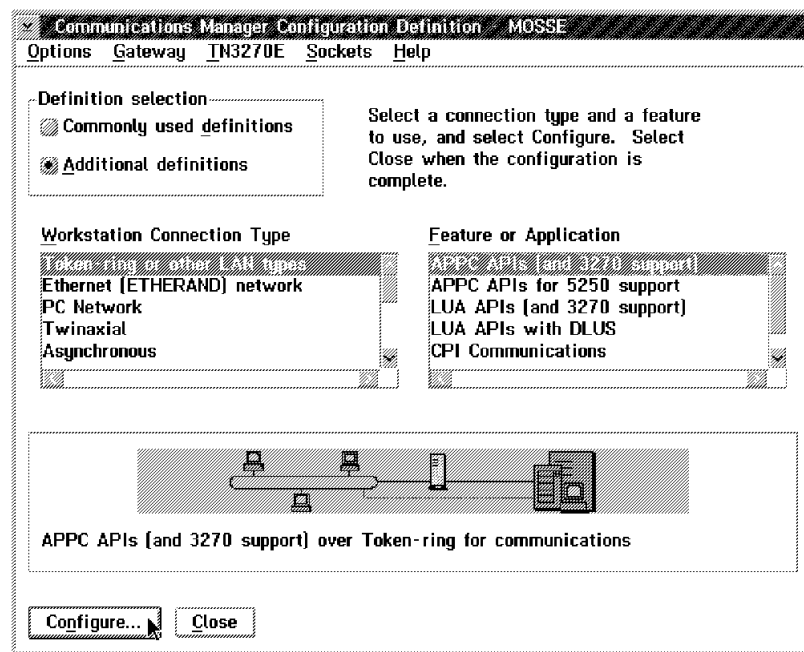 Communications Manager Configuration Definition - MOSSE
Options Gateway TN3270E Sockets Help
Definition selection
Commonly used definitions
Additional definitions
Select a connection type and a feature
to use, and select Configure. Select
Close when the configuration is
complete.
Workstation Connection Type
Token-ring or other LAN types
Ethernet (ETHERAND) network
PC Network
Twinaxial
Asynchronous
Feature or Application
APPC APIs (and 3270 support)
APPC APIs for 5250 support
LUA APIs (and 3270 support)
LUA APIs with DLUS
CPI Communications
APPC APIs (and 3270 support) over Token-ring for communications
Configure... Close